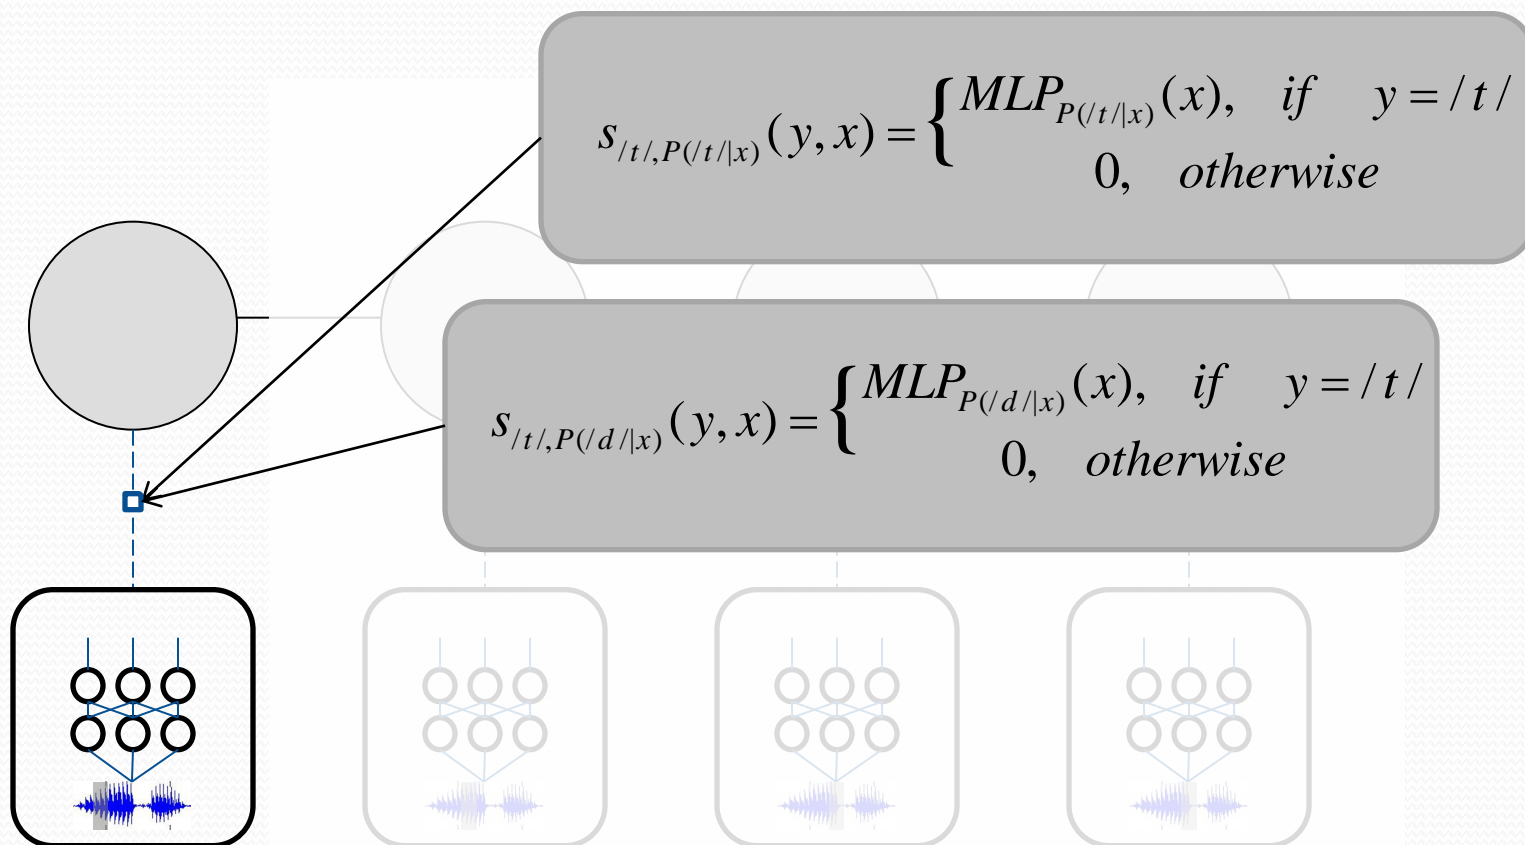 s_{/t/,P(/t/|x)}(y,x) = { MLP_{P(/t/|x)}(x), if y = /t/
0, otherwise
s_{/t/,P(/d/|x)}(y,x) = { MLP_{P(/d/|x)}(x), if y = /t/
0, otherwise